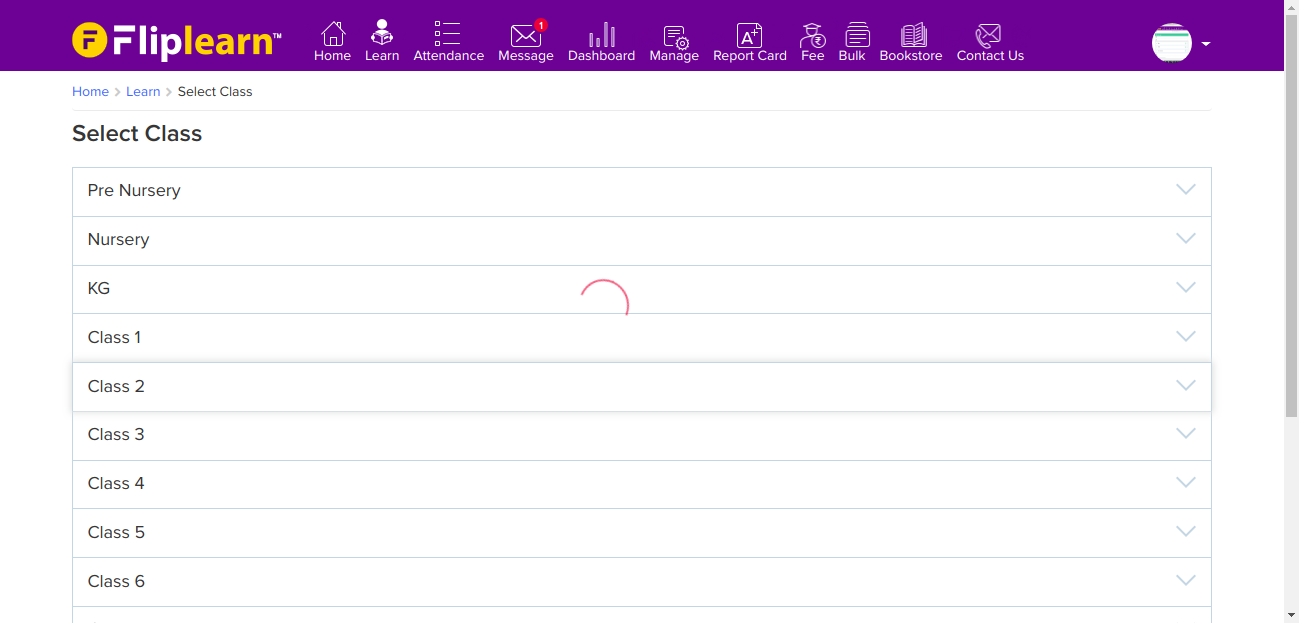 Fliplearn™
1
Home Learn Attendance Message Dashboard Manage Report Card Fee Bulk Bookstore Contact Us
Home > Learn > Select Class
Select Class
Pre Nursery
Nursery
KG
Class 1
Class 2
Class 3
Class 4
Class 5
Class 6